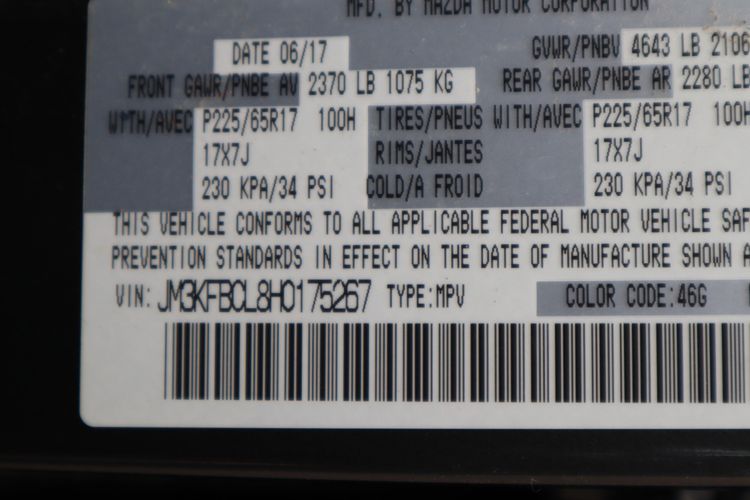 MFD. BY MAZDA MOTOR CORPORATION
DATE 06/17 GVWR/PNBV 4643 LB 2106
FRONT GAWR/PNBE AV 2370 LB 1075 KG REAR GAWR/PNBE AR 2280 LB
WITH/AVEC P225/65R17 100H TIRES/PNEUS WITH/AVEC P225/65R17 100H
17X7J RIMS/JANTES 17X7J
230 KPA/34 PSI COLD/A FROID 230 KPA/34 PSI
THIS VEHICLE CONFORMS TO ALL APPLICABLE FEDERAL MOTOR VEHICLE SAF
PREVENTION STANDARDS IN EFFECT ON THE DATE OF MANUFACTURE SHOWN A
VIN: JM3KFBCL8H0175267 TYPE:MPV COLOR CODE:46G